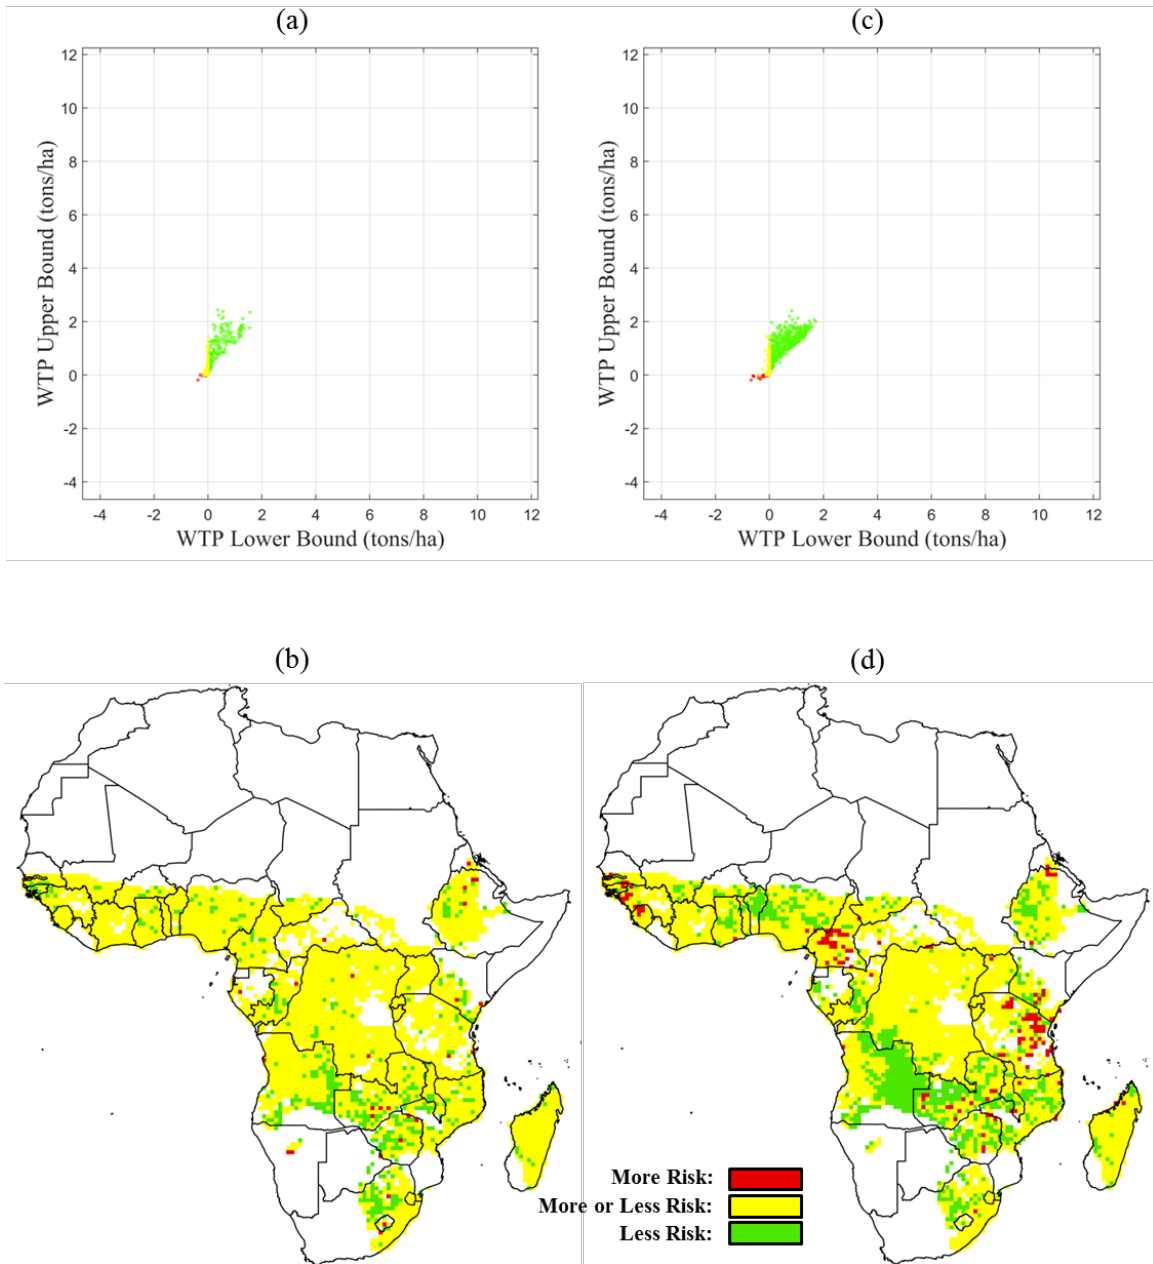 (a)
(c)
12
10
8
6
4
2
0
-2
-4
WTP Upper Bound (tons/ha)
-4 -2 0 2 4 6 8 10 12
WTP Lower Bound (tons/ha)
12
10
8
6
4
2
0
-2
-4
WTP Upper Bound (tons/ha)
-4 -2 0 2 4 6 8 10 12
WTP Lower Bound (tons/ha)
(b)
(d)
More Risk:
More or Less Risk:
Less Risk: